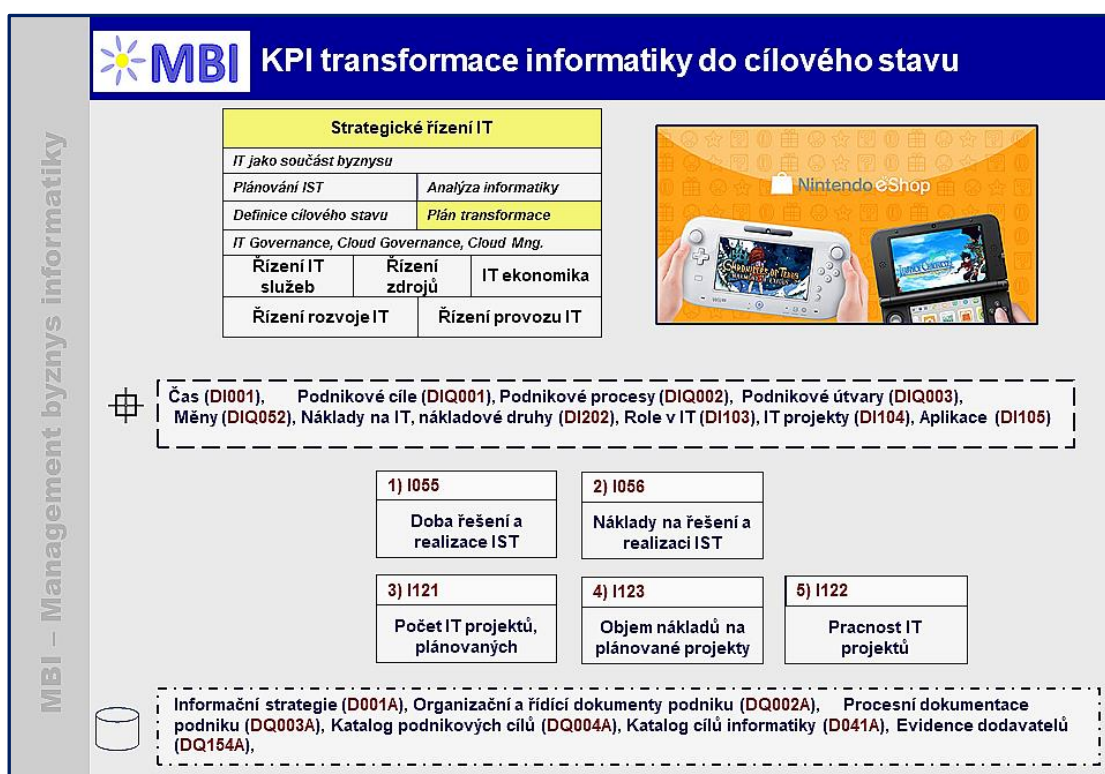 MBI – Management byznys informatiky
MBI
KPI transformace informatiky do cílového stavu
Strategické řízení IT
IT jako součást byznysu
Plánování IST
Analýza informatiky
Definice cílového stavu
Plán transformace
IT Governance, Cloud Governance, Cloud Mng.
Řízení IT
služeb
Řízení
zdrojů
IT ekonomika
Řízení rozvoje IT
Řízení provozu IT
Nintendo eShop
CHRONICLES OF TEDDY
Čas (DI001), Podnikové cíle (DIQ001), Podnikové procesy (DIQ002), Podnikové útvary (DIQ003),
Měny (DIQ052), Náklady na IT, nákladové druhy (DI202), Role v IT (DI103), IT projekty (DI104), Aplikace (DI105)
1) I055
Doba řešení a
realizace IST
2) I056
Náklady na řešení a
realizaci IST
3) I121
Počet IT projektů,
plánovaných
4) I123
Objem nákladů na
plánované projekty
5) I122
Pracnost IT
projektů
Informační strategie (D001A), Organizační a řídící dokumenty podniku (DQ002A), Procesní dokumentace
podniku (DQ003A), Katalog podnikových cílů (DQ004A), Katalog cílů informatiky (D041A), Evidence dodavatelů
(DQ154A),